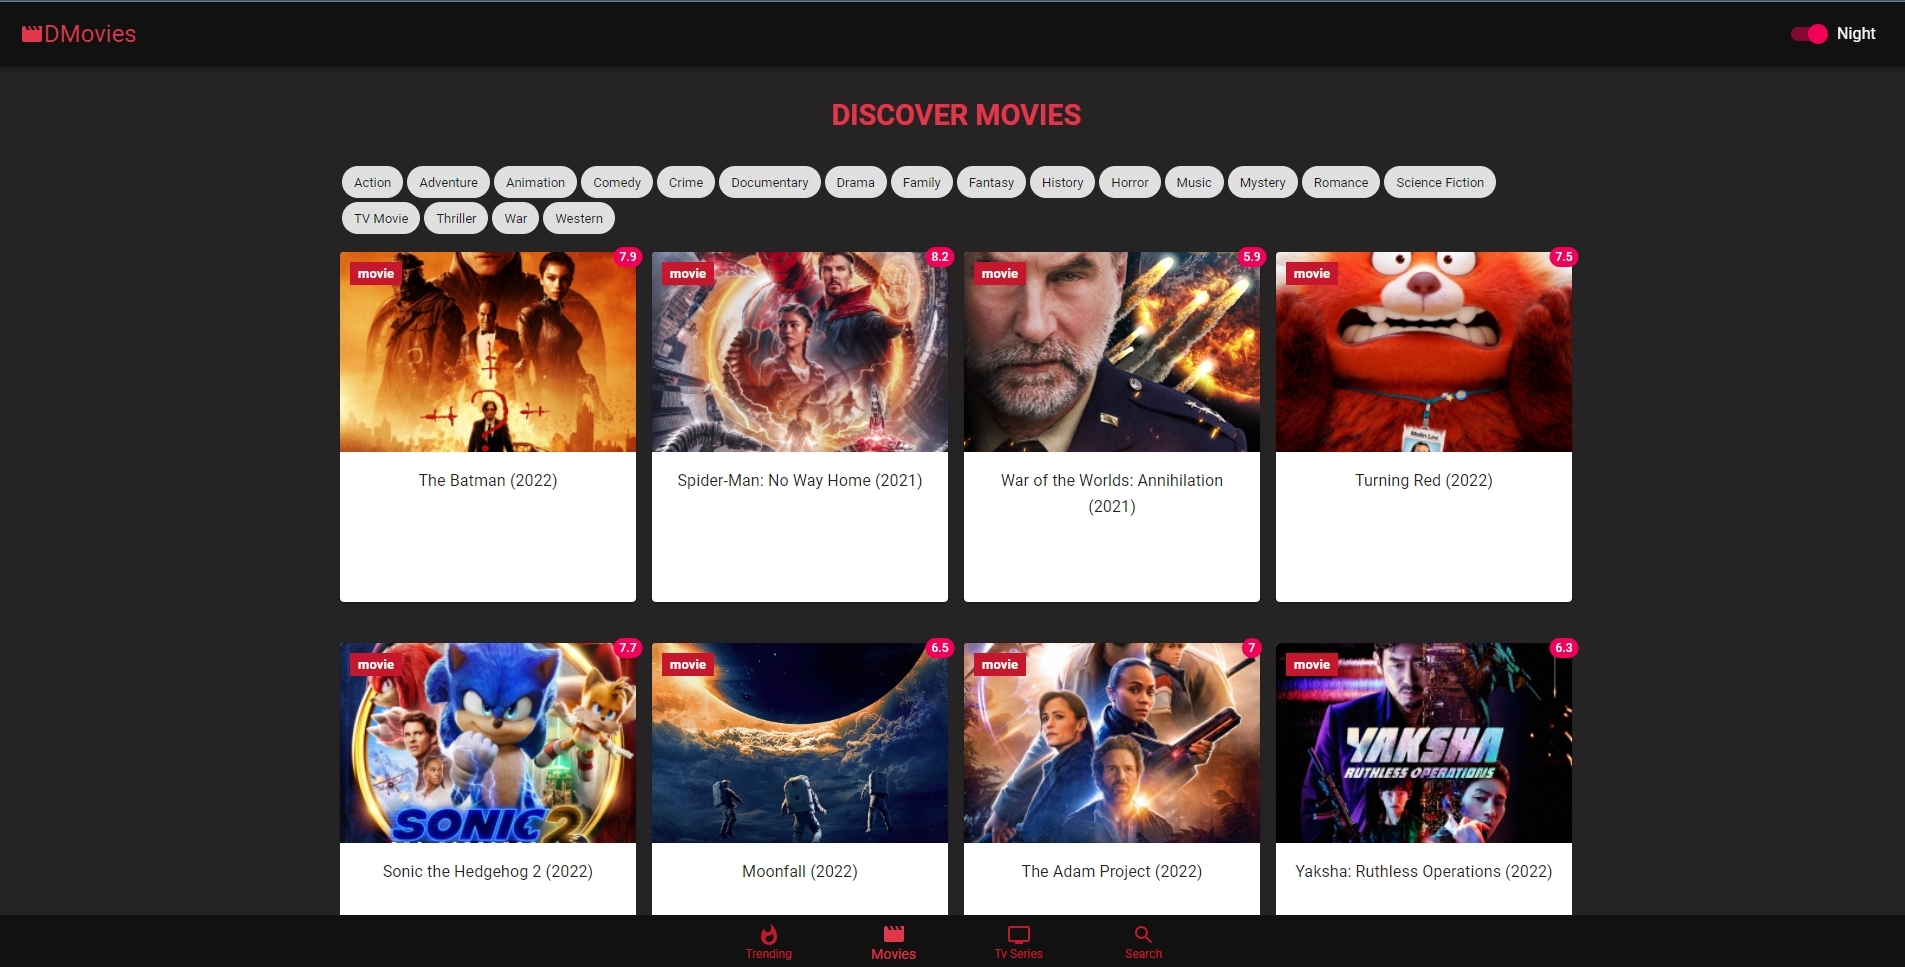 DMovies
Night
DISCOVER MOVIES
Action Adventure Animation Comedy Crime Documentary Drama Family Fantasy History Horror Music Mystery Romance Science Fiction
TV Movie Thriller War Western
movie 7.9 movie 8.2 movie 5.9 movie 7.5
Meilin Lee
The Batman (2022)
Spider-Man: No Way Home (2021)
War of the Worlds: Annihilation
(2021)
Turning Red (2022)
movie 7.7 movie 6.5 movie 7 movie 6.3
SONIC 2
YAKSHA
RUTHLESS OPERATIONS
Sonic the Hedgehog 2 (2022)
Moonfall (2022)
The Adam Project (2022)
Yaksha: Ruthless Operations (2022)
Trending Movies Tv Series Search